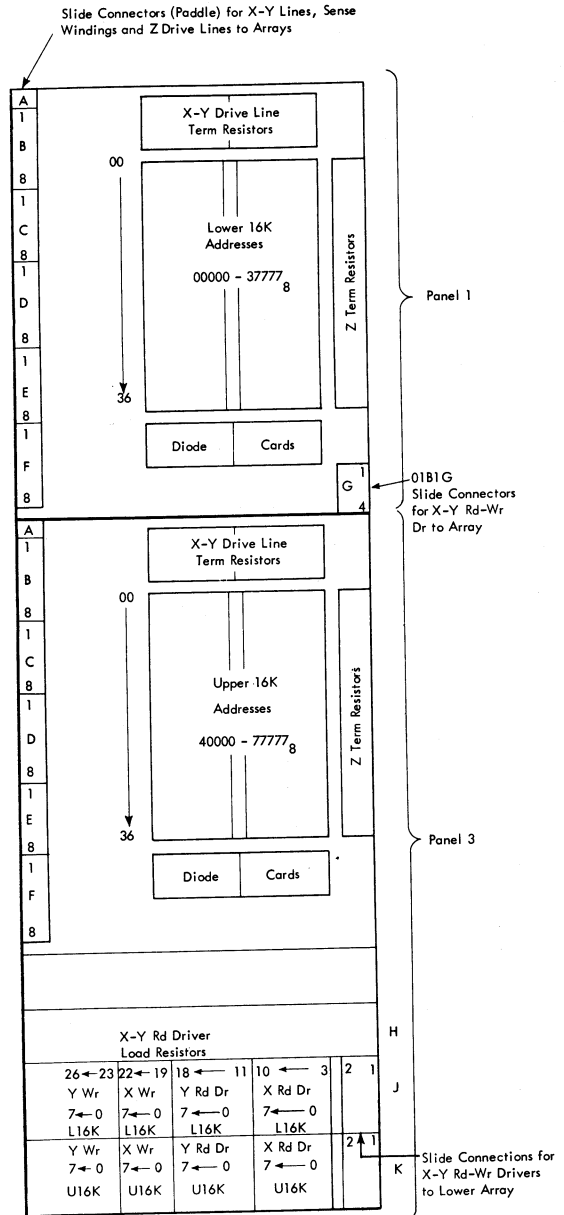 Slide Connectors (Paddle) for X-Y Lines, Sense
Windings and Z Drive Lines to Arrays
A
1
B
8
1
C
8
1
D
8
1
E
8
1
F
8
X-Y Drive Line
Term Resistors
00
Lower 16K
Addresses
00000 - 37777 8
36
Z Term Resistors
Diode
Cards
Panel 1
G
1
4
01B1G
Slide Connectors
for X-Y Rd-Wr
Dr to Array
A
1
B
8
1
C
8
1
D
8
1
E
8
1
F
8
X-Y Drive Line
Term Resistors
00
Upper 16K
Addresses
40000 - 77777 8
36
Z Term Resistors
Diode
Cards
Panel 3
X-Y Rd Driver
Load Resistors
H
26←23 22←19 18←11 10←3 2 1
Y Wr X Wr Y Rd Dr X Rd Dr
J
7←0 7←0 7←0 7←0
L16K L16K L16K L16K
Y Wr X Wr Y Rd Dr X Rd Dr 2 1
7←0 7←0 7←0 7←0
K
U16K U16K U16K U16K
Slide Connections for
X-Y Rd-Wr Drivers
to Lower Array